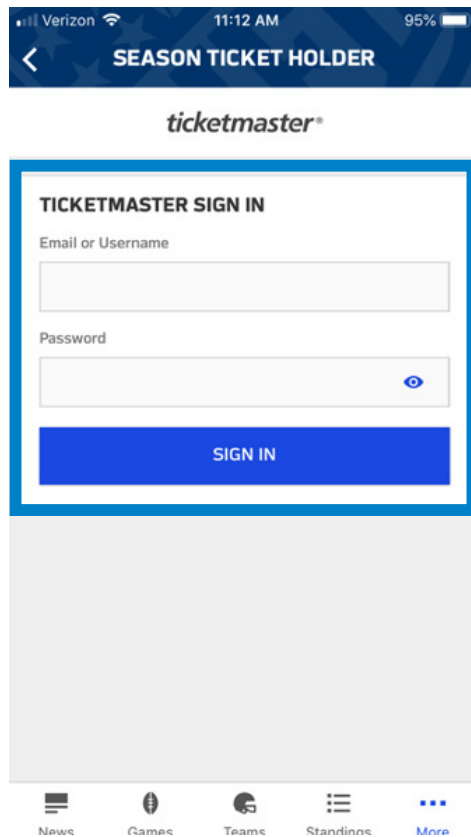 Verizon 11:12 AM 95%
SEASON TICKET HOLDER
ticketmaster®
TICKETMASTER SIGN IN
Email or Username
Password
SIGN IN
News Games Teams Standings More